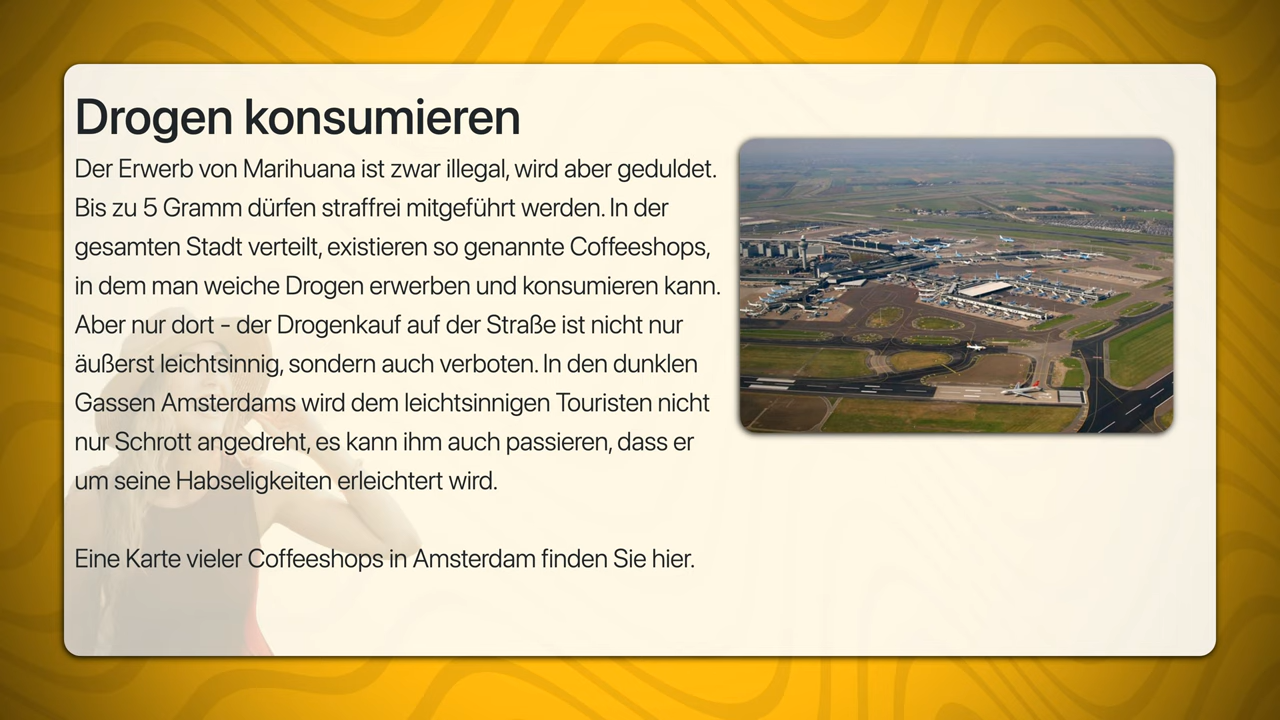 Drogen konsumieren
Der Erwerb von Marihuana ist zwar illegal, wird aber geduldet.
Bis zu 5 Gramm dürfen straffrei mitgeführt werden. In der
gesamten Stadt verteilt, existieren so genannte Coffeeshops,
in dem man weiche Drogen erwerben und konsumieren kann.
Aber nur dort - der Drogenkauf auf der Straße ist nicht nur
äußerst leichtsinnig, sondern auch verboten. In den dunklen
Gassen Amsterdams wird dem leichtsinnigen Touristen nicht
nur Schrott angedreht, es kann ihm auch passieren, dass er
um seine Habseligkeiten erleichtert wird.
Eine Karte vieler Coffeeshops in Amsterdam finden Sie hier.